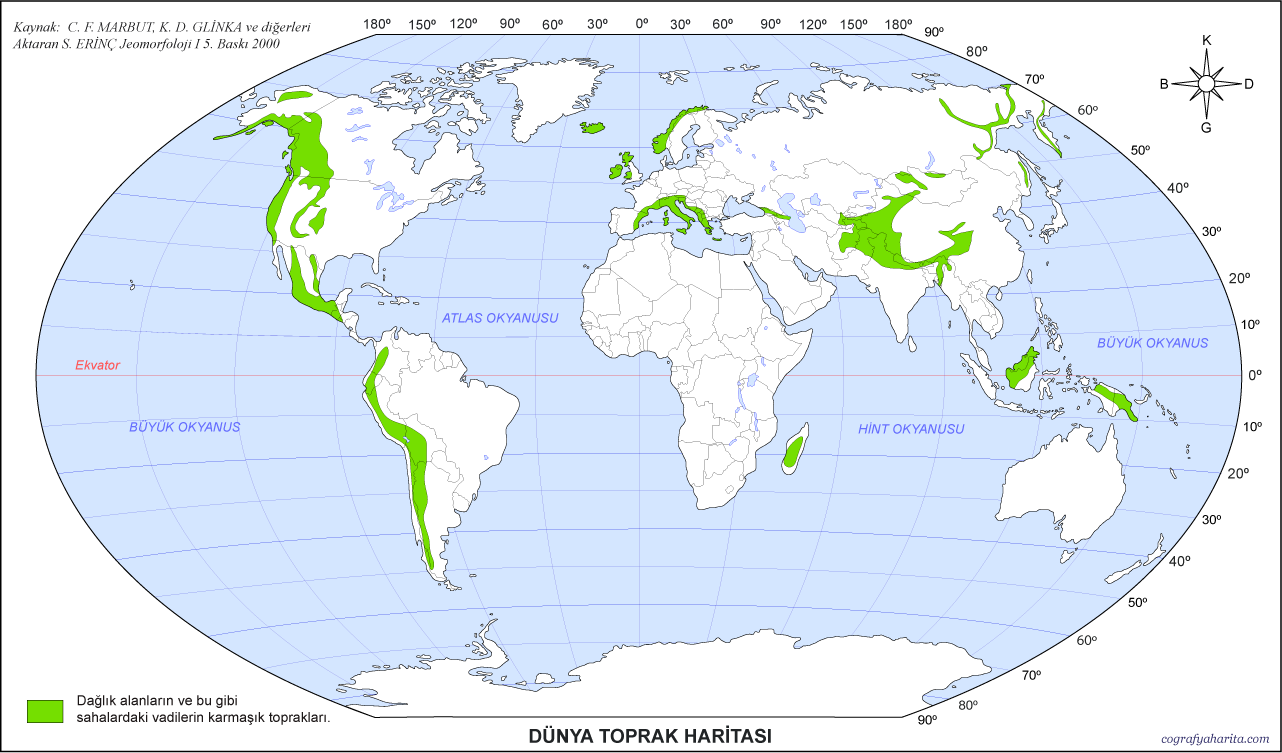 Kaynak: C. F. MARBUT, K. D. GLİNKA ve diğerleri
Aktaran S. ERİNÇ Jeomorfoloji I 5. Baskı 2000
180º 150º 120º 90º 60º 30º 0º 30º 60º 90º 120º 150º 180º
90º
80º
70º
60º
50º
40º
30º
20º
10º
0º
10º
20º
30º
40º
50º
60º
70º
80º
90º
K
B
D
G
ATLAS OKYANUSU
BÜYÜK OKYANUS
Ekvator
BÜYÜK OKYANUS
HİNT OKYANUSU
Dağlık alanların ve bu gibi
sahalardaki vadilerin karmaşık toprakları.
DÜNYA TOPRAK HARİTASI
cografyaharita.com